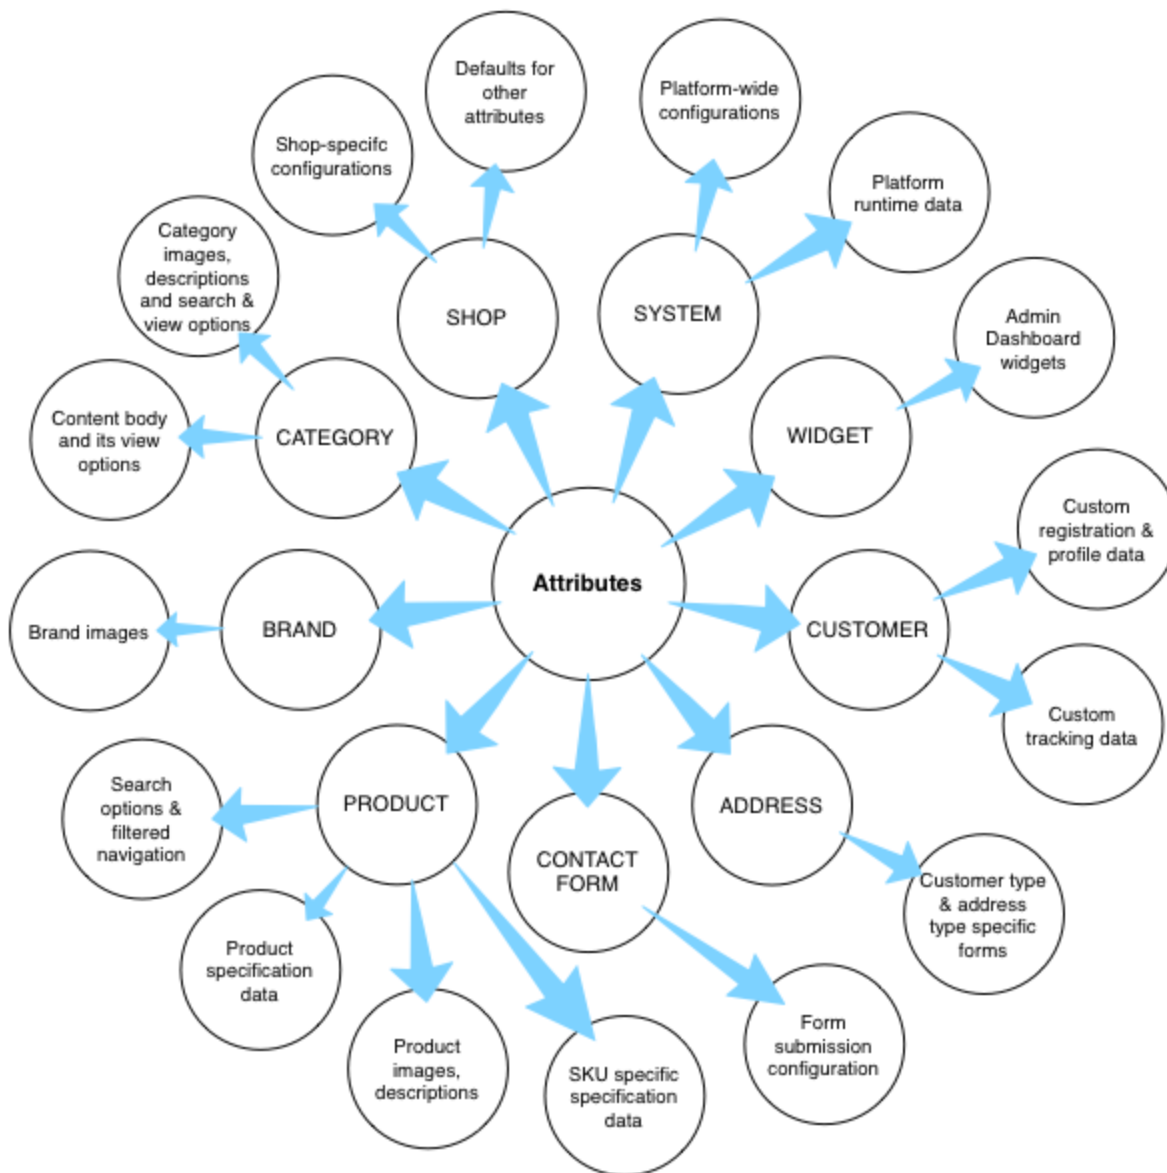 Defaults for
other
attributes
Platform-wide
configurations
Shop-specifc
configurations
Platform
runtime data
Category
images,
descriptions
and search &
view options
SHOP
SYSTEM
Admin
Dashboard
widgets
Content body
and its view
options
CATEGORY
WIDGET
Custom
registration &
profile data
Attributes
Brand images
BRAND
CUSTOMER
Custom
tracking data
Search
options &
filtered
navigation
PRODUCT
CONTACT
FORM
ADDRESS
Customer type
& address
type specific
forms
Product
specification
data
Product
images,
descriptions
SKU specific
specification
data
Form
submission
configuration